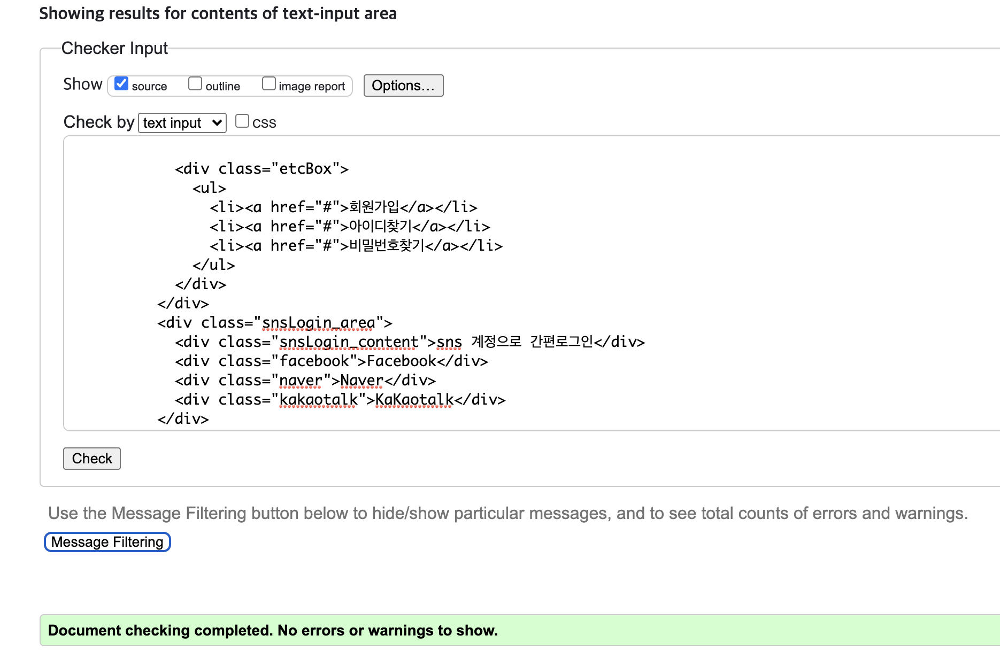 Showing results for contents of text-input area
Checker Input
Show source outline image report Options...
Check by text input css
<div class="etcBox">
<ul>
<li><a href="#">회원가입</a></li>
<li><a href="#">아이디찾기</a></li>
<li><a href="#">비밀번호찾기</a></li>
</ul>
</div>
</div>
<div class="snsLogin_area">
<div class="snsLogin_content">sns 계정으로 간편로그인</div>
<div class="facebook">Facebook</div>
<div class="naver">Naver</div>
<div class="kakaotalk">KaKaotalk</div>
</div>
Check
Use the Message Filtering button below to hide/show particular messages, and to see total counts of errors and warnings.
Message Filtering
Document checking completed. No errors or warnings to show.